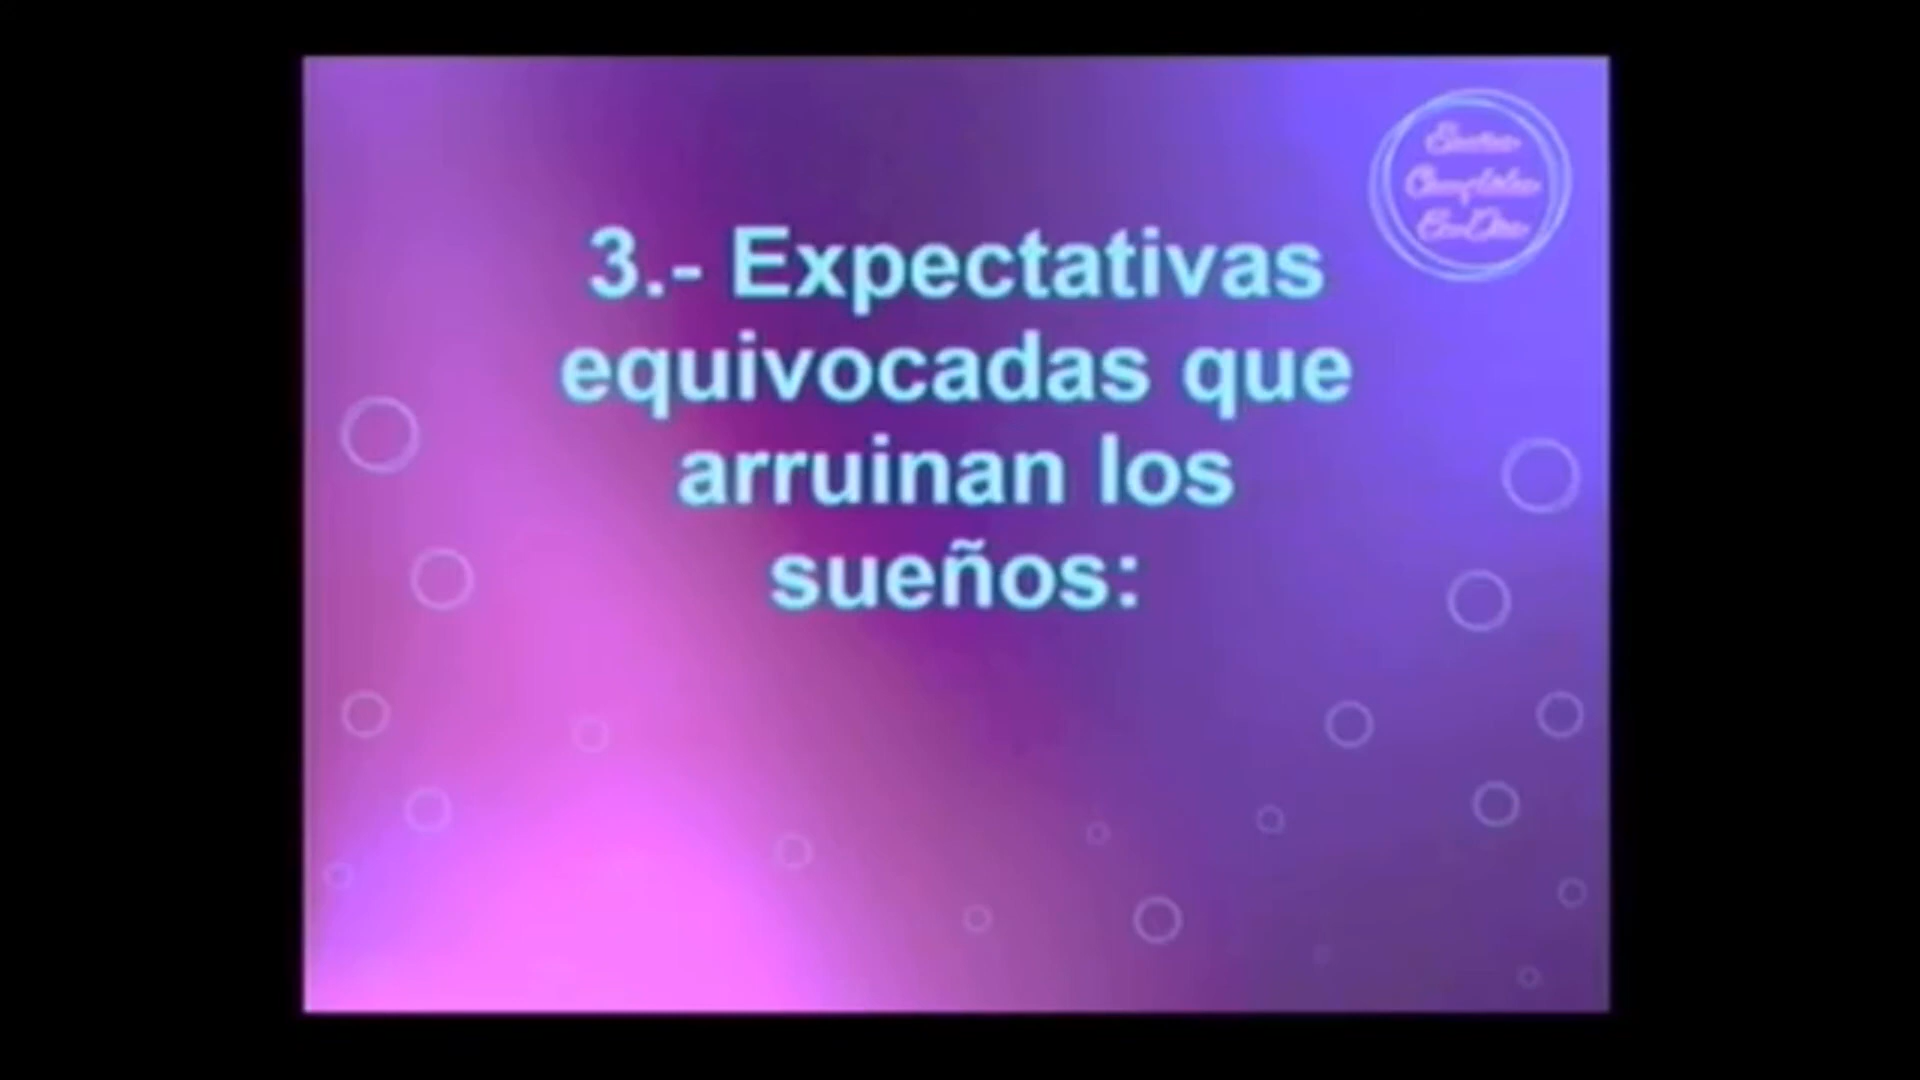 3.- Expectativas
equivocadas que
arruinan los
sueños: